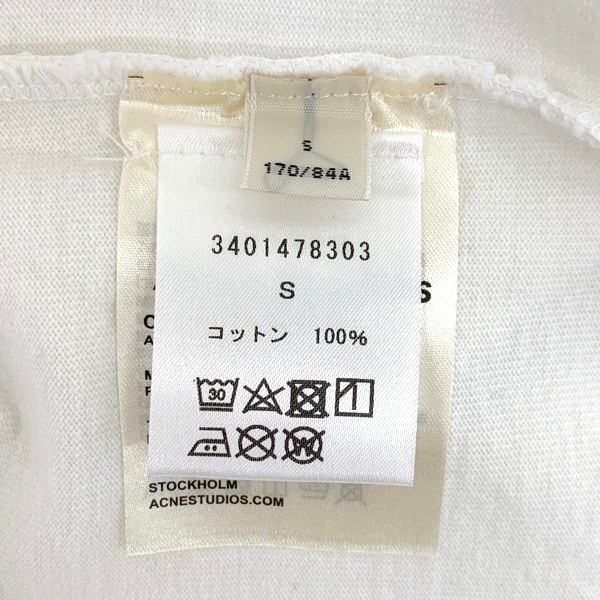 S
170/84A
3401478303
S
コットン 100%
30
W
STOCKHOLM
ACNESTUDIOS.COM